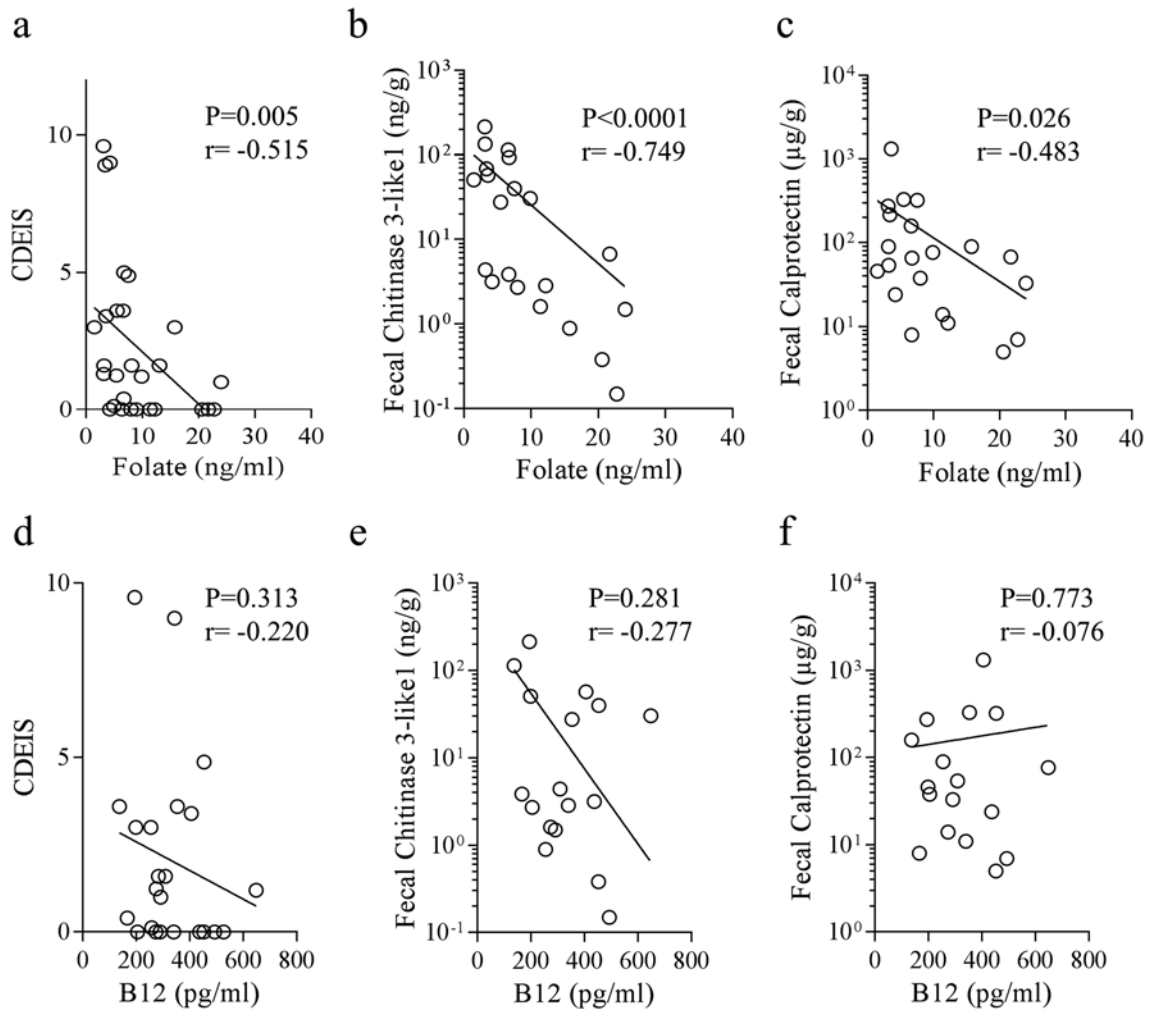 a
P=0.005
r= -0.515
CDEIS
10
5
0
0 10 20 30 40
Folate (ng/ml)
b
P<0.0001
r= -0.749
Fecal Chitinase 3-like1 (ng/g)
10³
10²
10¹
10⁰
10⁻¹
0 10 20 30 40
Folate (ng/ml)
c
P=0.026
r= -0.483
Fecal Calprotectin (µg/g)
10⁴
10³
10²
10¹
10⁰
0 10 20 30 40
Folate (ng/ml)
d
P=0.313
r= -0.220
CDEIS
10
5
0
0 200 400 600 800
B12 (pg/ml)
e
P=0.281
r= -0.277
Fecal Chitinase 3-like1 (ng/g)
10³
10²
10¹
10⁰
10⁻¹
0 200 400 600 800
B12 (pg/ml)
f
P=0.773
r= -0.076
Fecal Calprotectin (µg/g)
10⁴
10³
10²
10¹
10⁰
0 200 400 600 800
B12 (pg/ml)